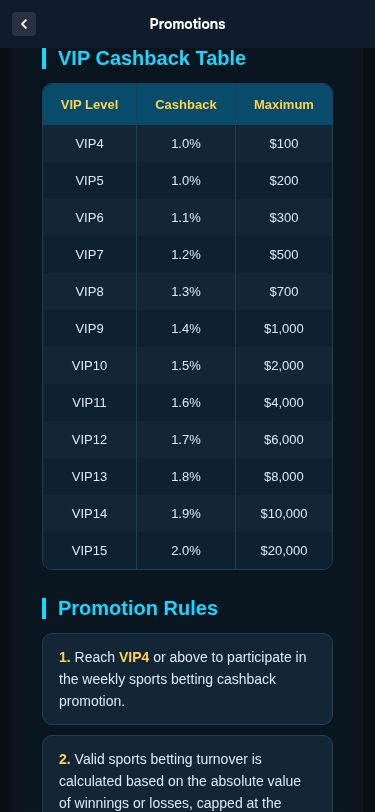 Promotions
VIP Cashback Table
VIP Level Cashback Maximum
VIP4 1.0% $100
VIP5 1.0% $200
VIP6 1.1% $300
VIP7 1.2% $500
VIP8 1.3% $700
VIP9 1.4% $1,000
VIP10 1.5% $2,000
VIP11 1.6% $4,000
VIP12 1.7% $6,000
VIP13 1.8% $8,000
VIP14 1.9% $10,000
VIP15 2.0% $20,000
Promotion Rules
1. Reach VIP4 or above to participate in
the weekly sports betting cashback
promotion.
2. Valid sports betting turnover is
calculated based on the absolute value
of winnings or losses, capped at the